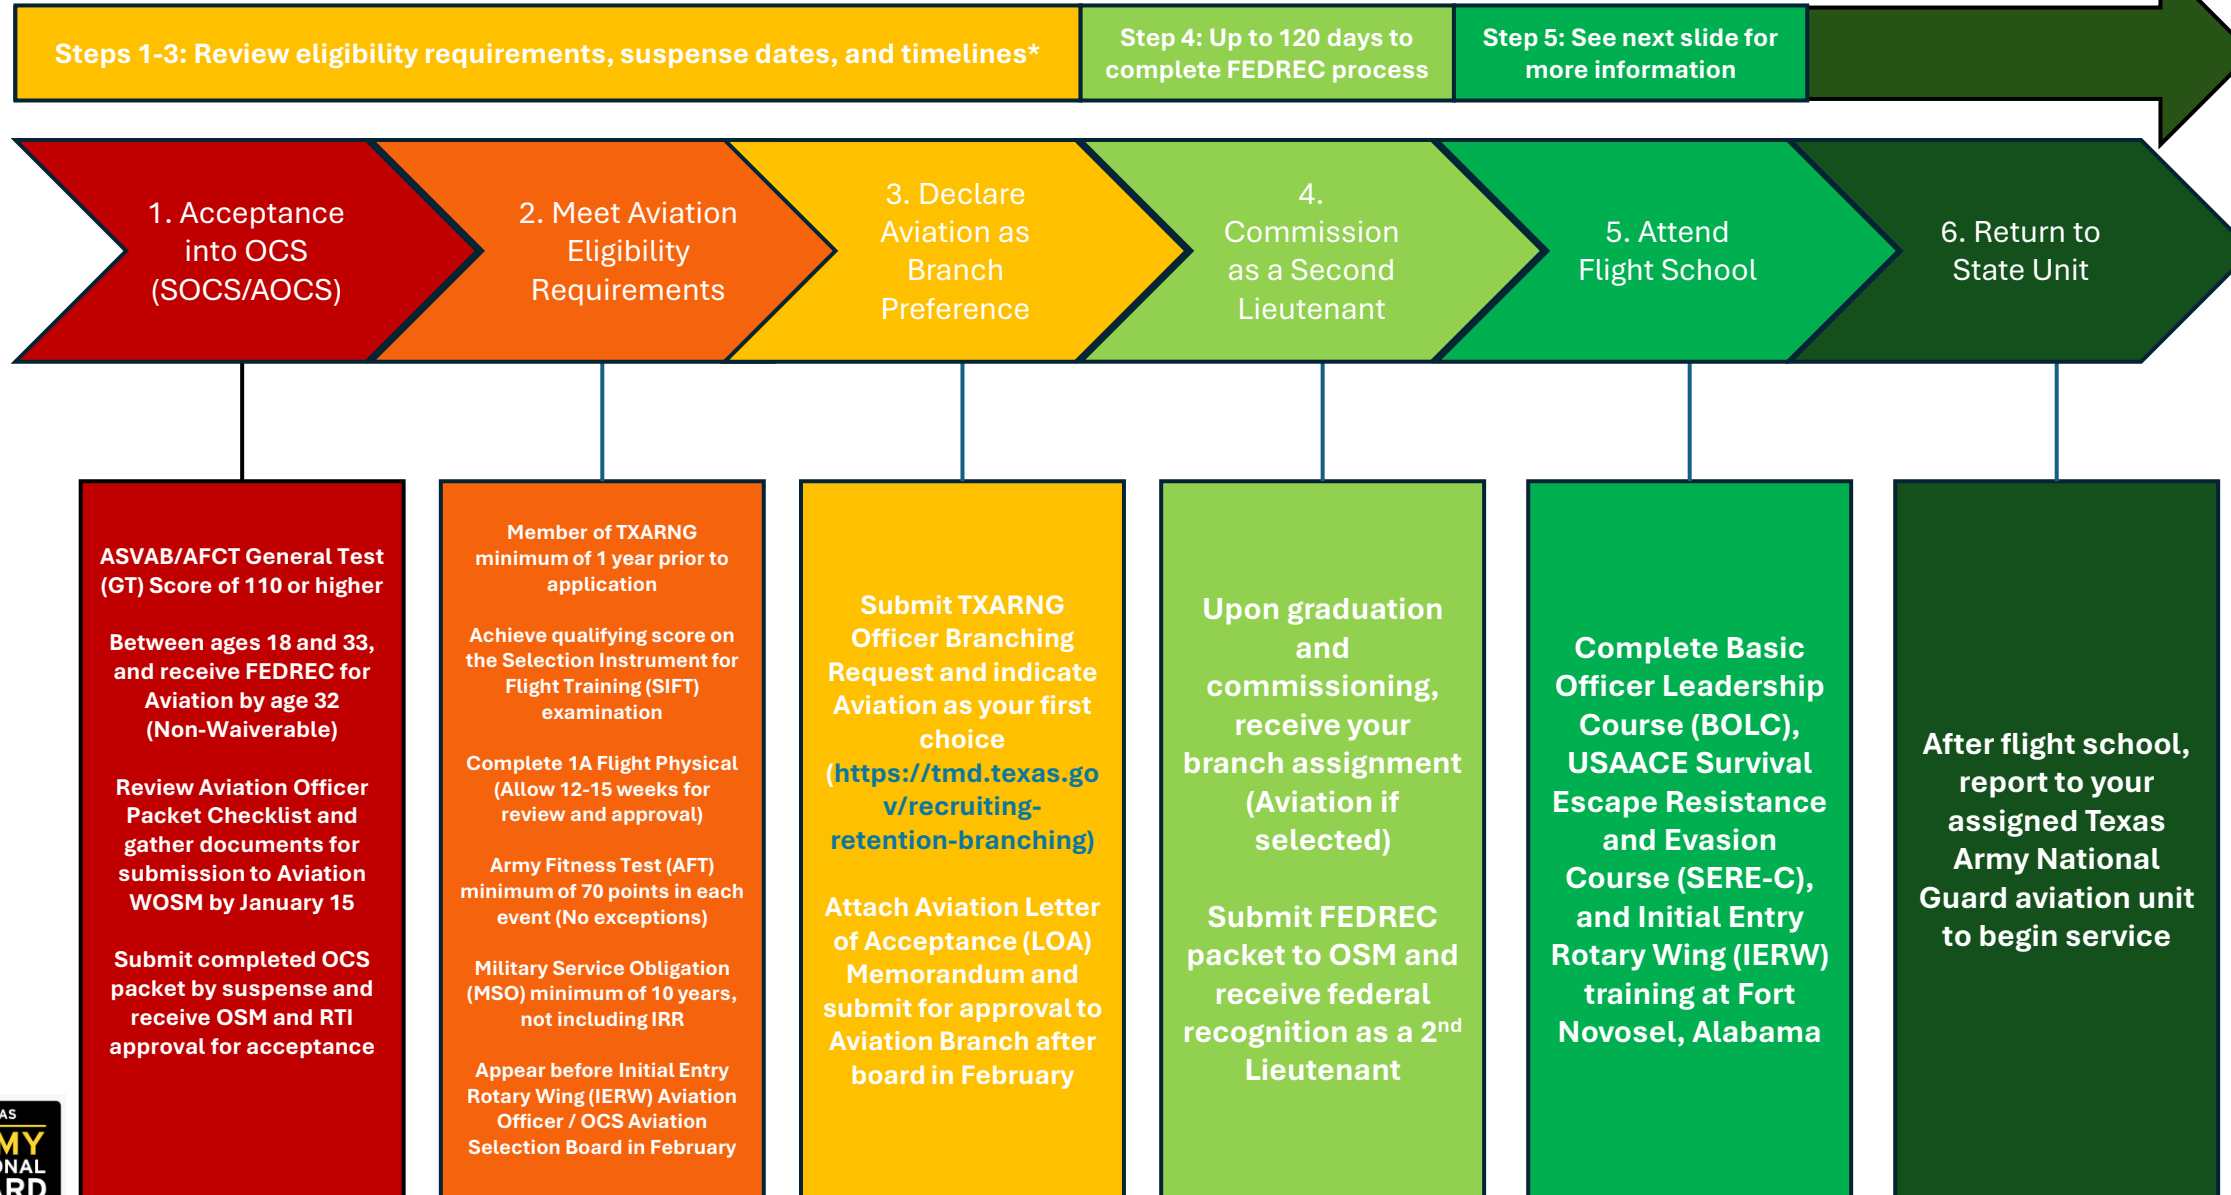 Steps 1-3: Review eligibility requirements, suspense dates, and timelines*
Step 4: Up to 120 days to
complete FEDREC process
Step 5: See next slide for
more information
1. Acceptance
into OCS
(SOCS/AOCS)
2. Meet Aviation
Eligibility
Requirements
3. Declare
Aviation as
Branch
Preference
4.
Commission
as a Second
Lieutenant
5. Attend
Flight School
6. Return to
State Unit
ASVAB/AFCT General Test
(GT) Score of 110 or higher
Between ages 18 and 33,
and receive FEDREC for
Aviation by age 32
(Non-Waiverable)
Review Aviation Officer
Packet Checklist and
gather documents for
submission to Aviation
WOSM by January 15
Submit completed OCS
packet by suspense and
receive OSM and RTI
approval for acceptance
Member of TXARNG
minimum of 1 year prior to
application
Achieve qualifying score on
the Selection Instrument for
Flight Training (SIFT)
examination
Complete 1A Flight Physical
(Allow 12-15 weeks for
review and approval)
Army Fitness Test (AFT)
minimum of 70 points in each
event (No exceptions)
Military Service Obligation
(MSO) minimum of 10 years,
not including IRR
Appear before Initial Entry
Rotary Wing (IERW) Aviation
Officer / OCS Aviation
Selection Board in February
Submit TXARNG
Officer Branching
Request and indicate
Aviation as your first
choice
(https://tmd.texas.go
v/recruiting-
retention-branching)
Attach Aviation Letter
of Acceptance (LOA)
Memorandum and
submit for approval to
Aviation Branch after
board in February
Upon graduation
and
commissioning,
receive your
branch assignment
(Aviation if
selected)
Submit FEDREC
packet to OSM and
receive federal
recognition as a 2nd
Lieutenant
Complete Basic
Officer Leadership
Course (BOLC),
USAACE Survival
Escape Resistance
and Evasion
Course (SERE-C),
and Initial Entry
Rotary Wing (IERW)
training at Fort
Novosel, Alabama
After flight school,
report to your
assigned Texas
Army National
Guard aviation unit
to begin service
AS
MY
ONAL
ARD